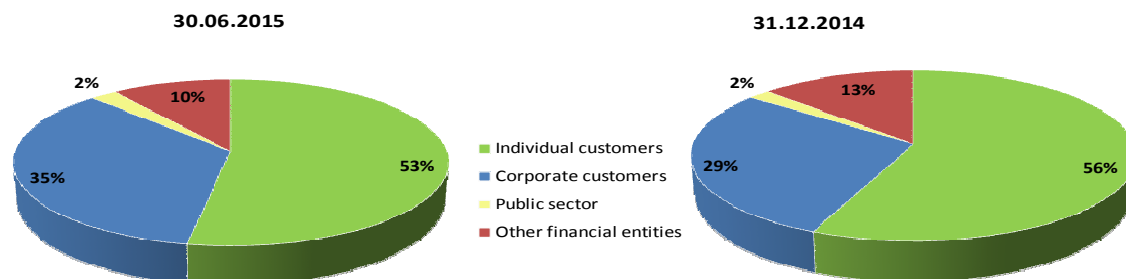 30.06.2015
31.12.2014
2%
10%
53%
35%
Individual customers
Corporate customers
Public sector
Other financial entities
2%
13%
29%
56%